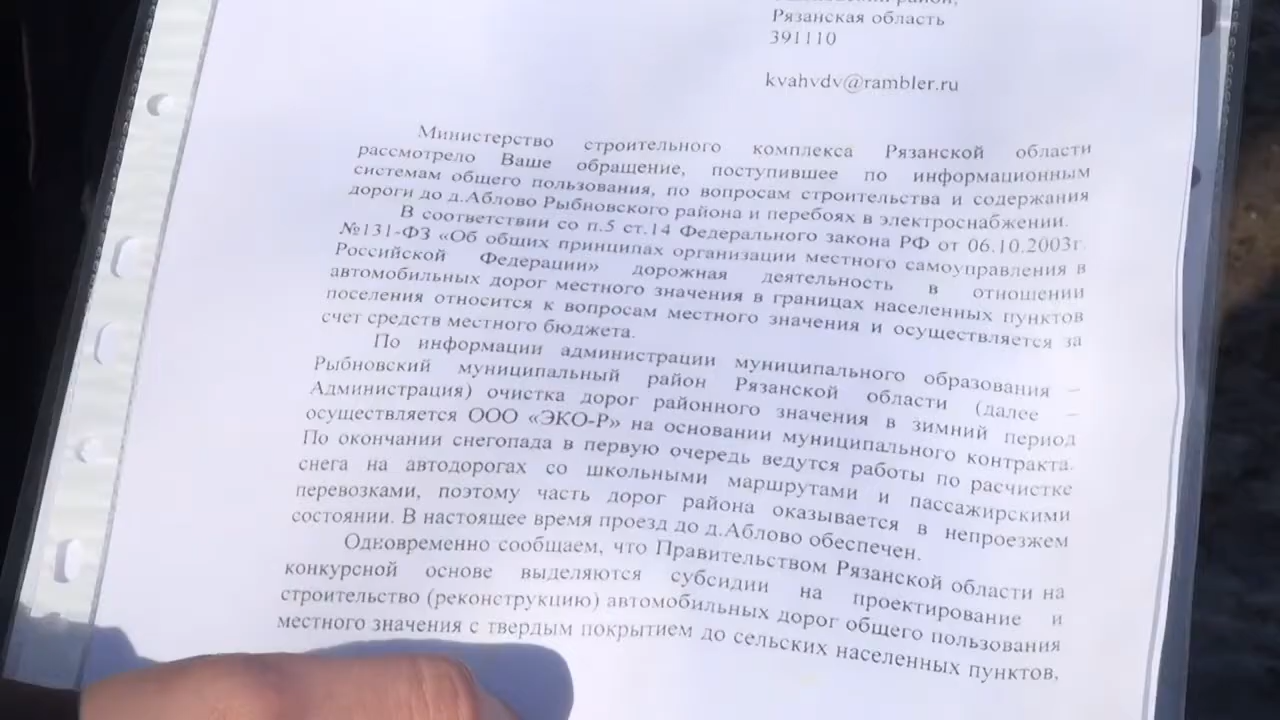 район,
Рязанская область
391110
kvahvdv@rambler.ru
Министерство строительного комплекса Рязанской области
рассмотрело Ваше обращение, поступившее по информационным
системам общего пользования, по вопросам строительства и содержания
дороги до д.Аблово Рыбновского района и перебоях в электроснабжении.
В соответствии со п.5 ст.14 Федерального закона РФ от 06.10.2003г.
№131-ФЗ «Об общих принципах организации местного самоуправления в
Российской Федерации» дорожная деятельность в отношении
автомобильных дорог местного значения в границах населенных пунктов
поселения относится к вопросам местного значения и осуществляется за
счет средств местного бюджета.
По информации администрации муниципального образования –
Рыбновский муниципальный район Рязанской области (далее –
Администрация) очистка дорог районного значения в зимний период
осуществляется ООО «ЭКО-Р» на основании муниципального контракта.
По окончании снегопада в первую очередь ведутся работы по расчистке
снега на автодорогах со школьными маршрутами и пассажирскими
перевозками, поэтому часть дорог района оказывается в непроезжем
состоянии. В настоящее время проезд до д.Аблово обеспечен.
Одновременно сообщаем, что Правительством Рязанской области на
конкурсной основе выделяются субсидии на проектирование и
строительство (реконструкцию) автомобильных дорог общего пользования
местного значения с твердым покрытием до сельских населенных пунктов,